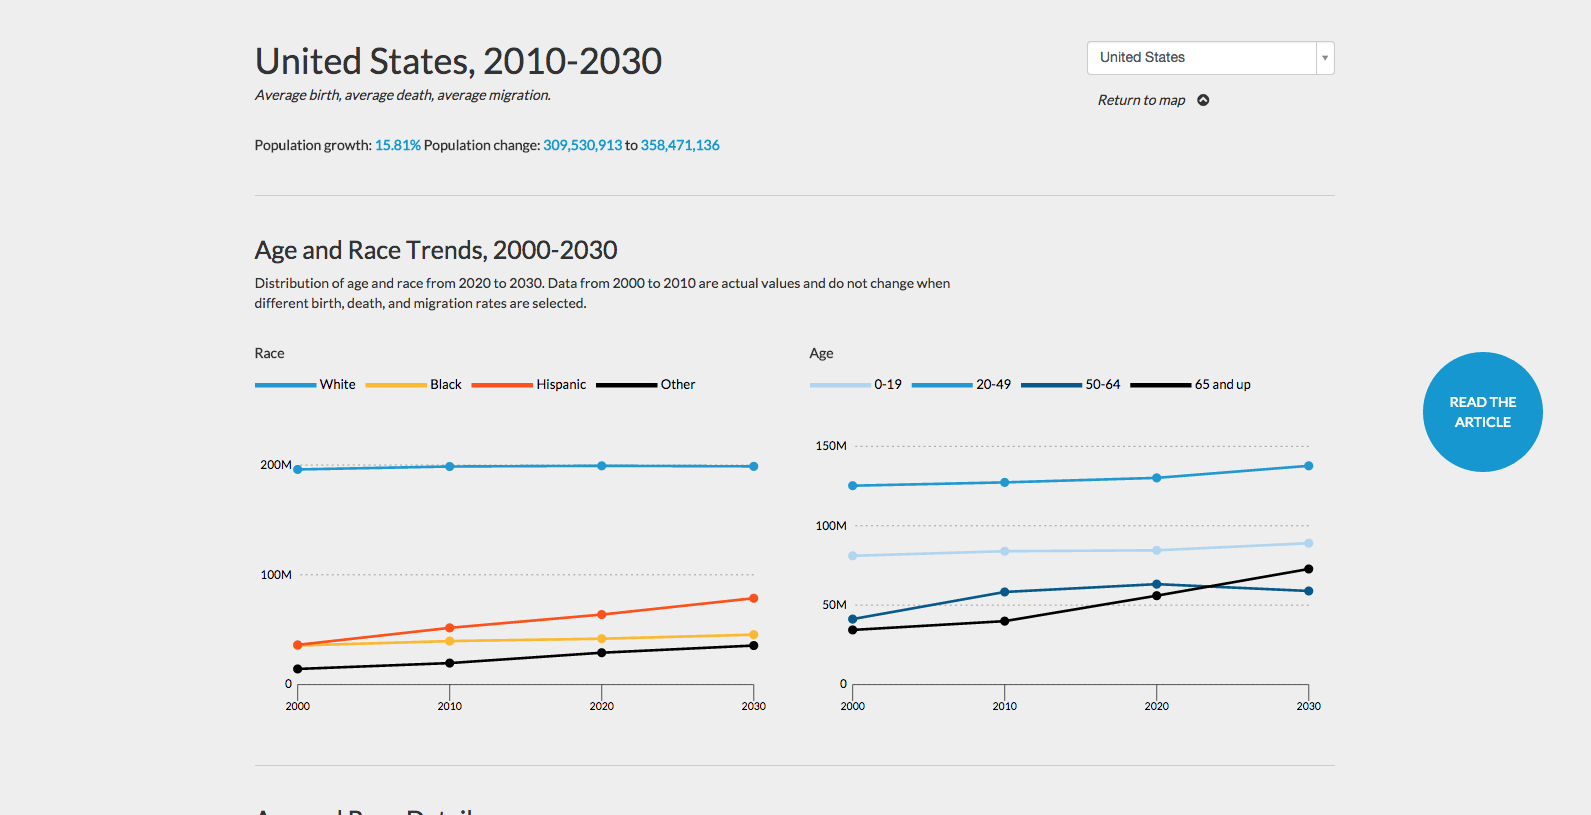 United States, 2010-2030
Average birth, average death, average migration.
United States
Return to map
Population growth: 15.81% Population change: 309,530,913 to 358,471,136
Age and Race Trends, 2000-2030
Distribution of age and race from 2020 to 2030. Data from 2000 to 2010 are actual values and do not change when
different birth, death, and migration rates are selected.
Race
White Black Hispanic Other
200M
100M
0
2000 2010 2020 2030
Age
0-19 20-49 50-64 65 and up
150M
100M
50M
0
2000 2010 2020 2030
READ THE
ARTICLE